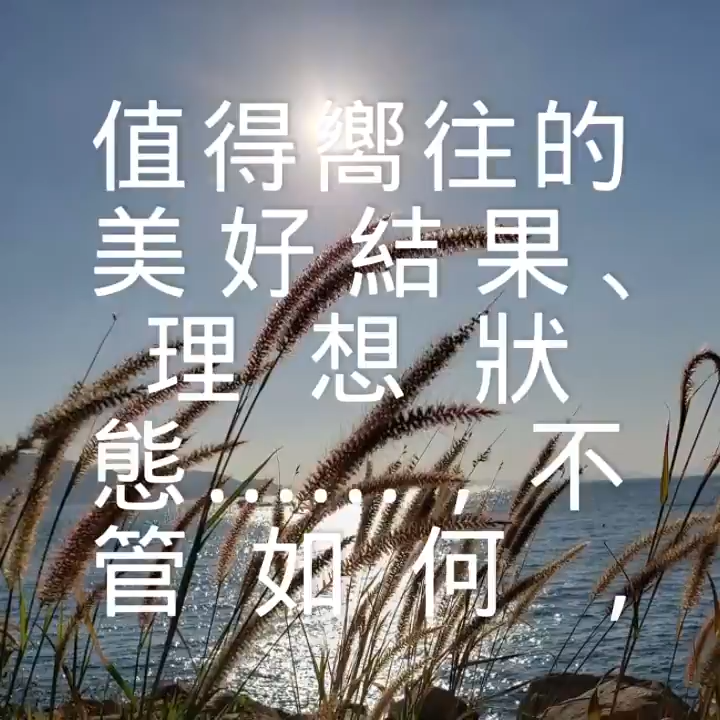 值得嚮往的
美好結果、
理想狀
態......，不
管如何，